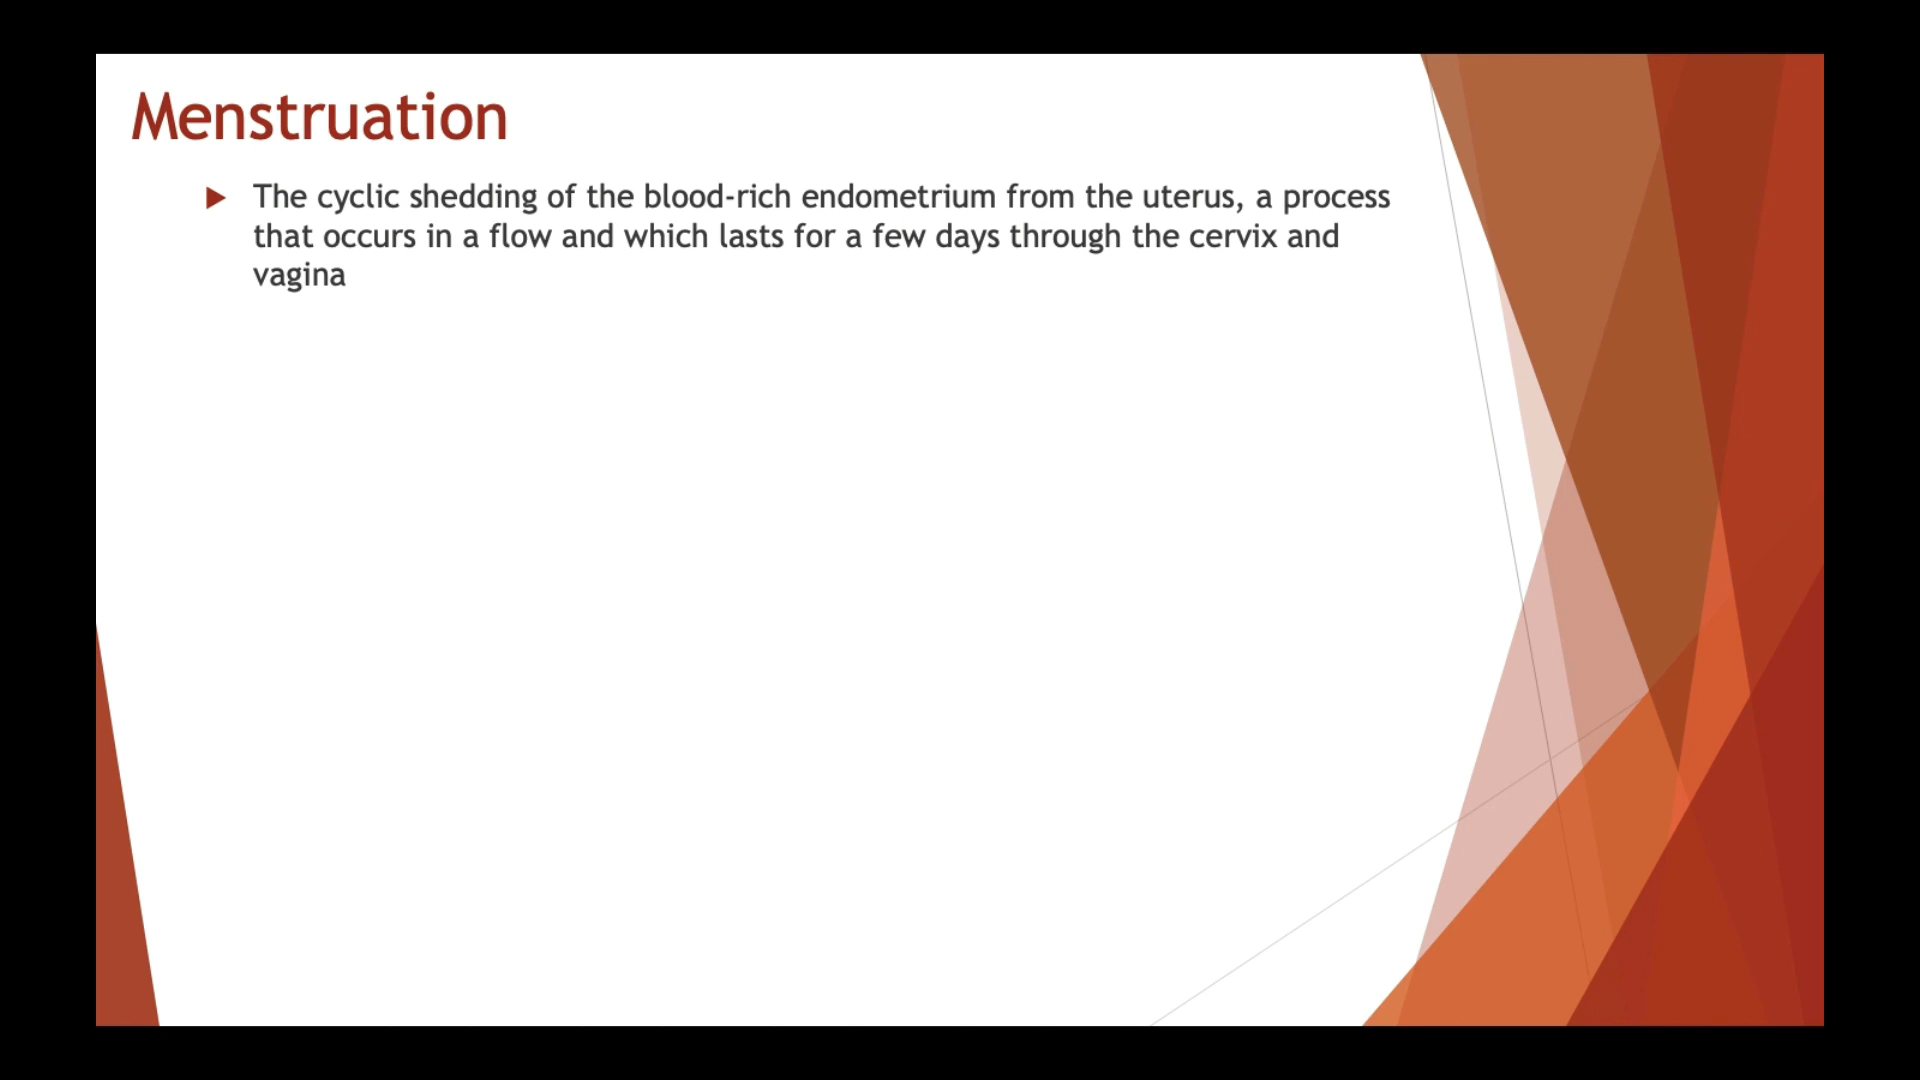 Menstruation
The cyclic shedding of the blood-rich endometrium from the uterus, a process
that occurs in a flow and which lasts for a few days through the cervix and
vagina